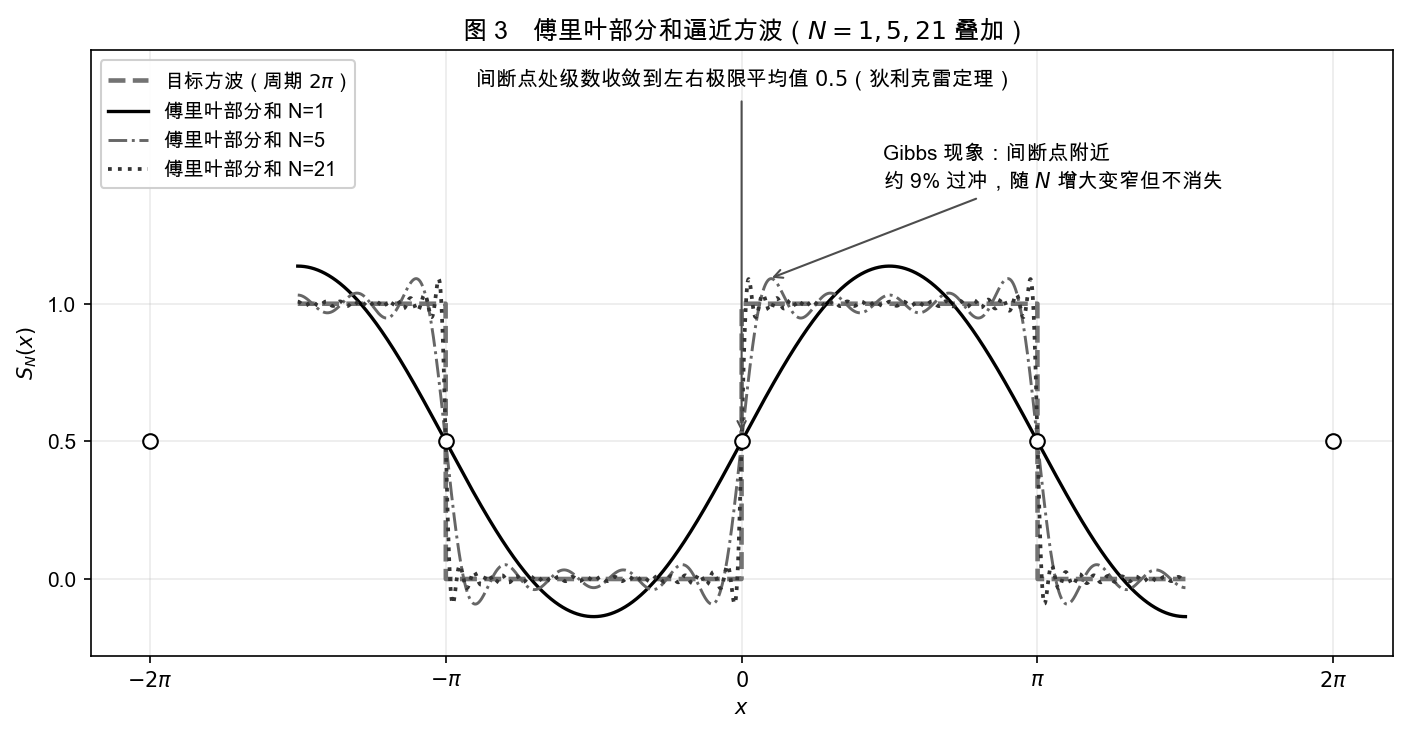 图 3 傅里叶部分和逼近方波 ( N = 1, 5, 21 叠加 )
目标方波 ( 周期 2π )
傅里叶部分和 N=1
傅里叶部分和 N=5
傅里叶部分和 N=21
间断点处级数收敛到左右极限平均值 0.5 ( 狄利克雷定理 )
Gibbs 现象：间断点附近
约 9% 过冲，随 N 增大变窄但不消失
S_N(x)
1.0
0.5
0.0
−2π
−π
0
π
2π
x